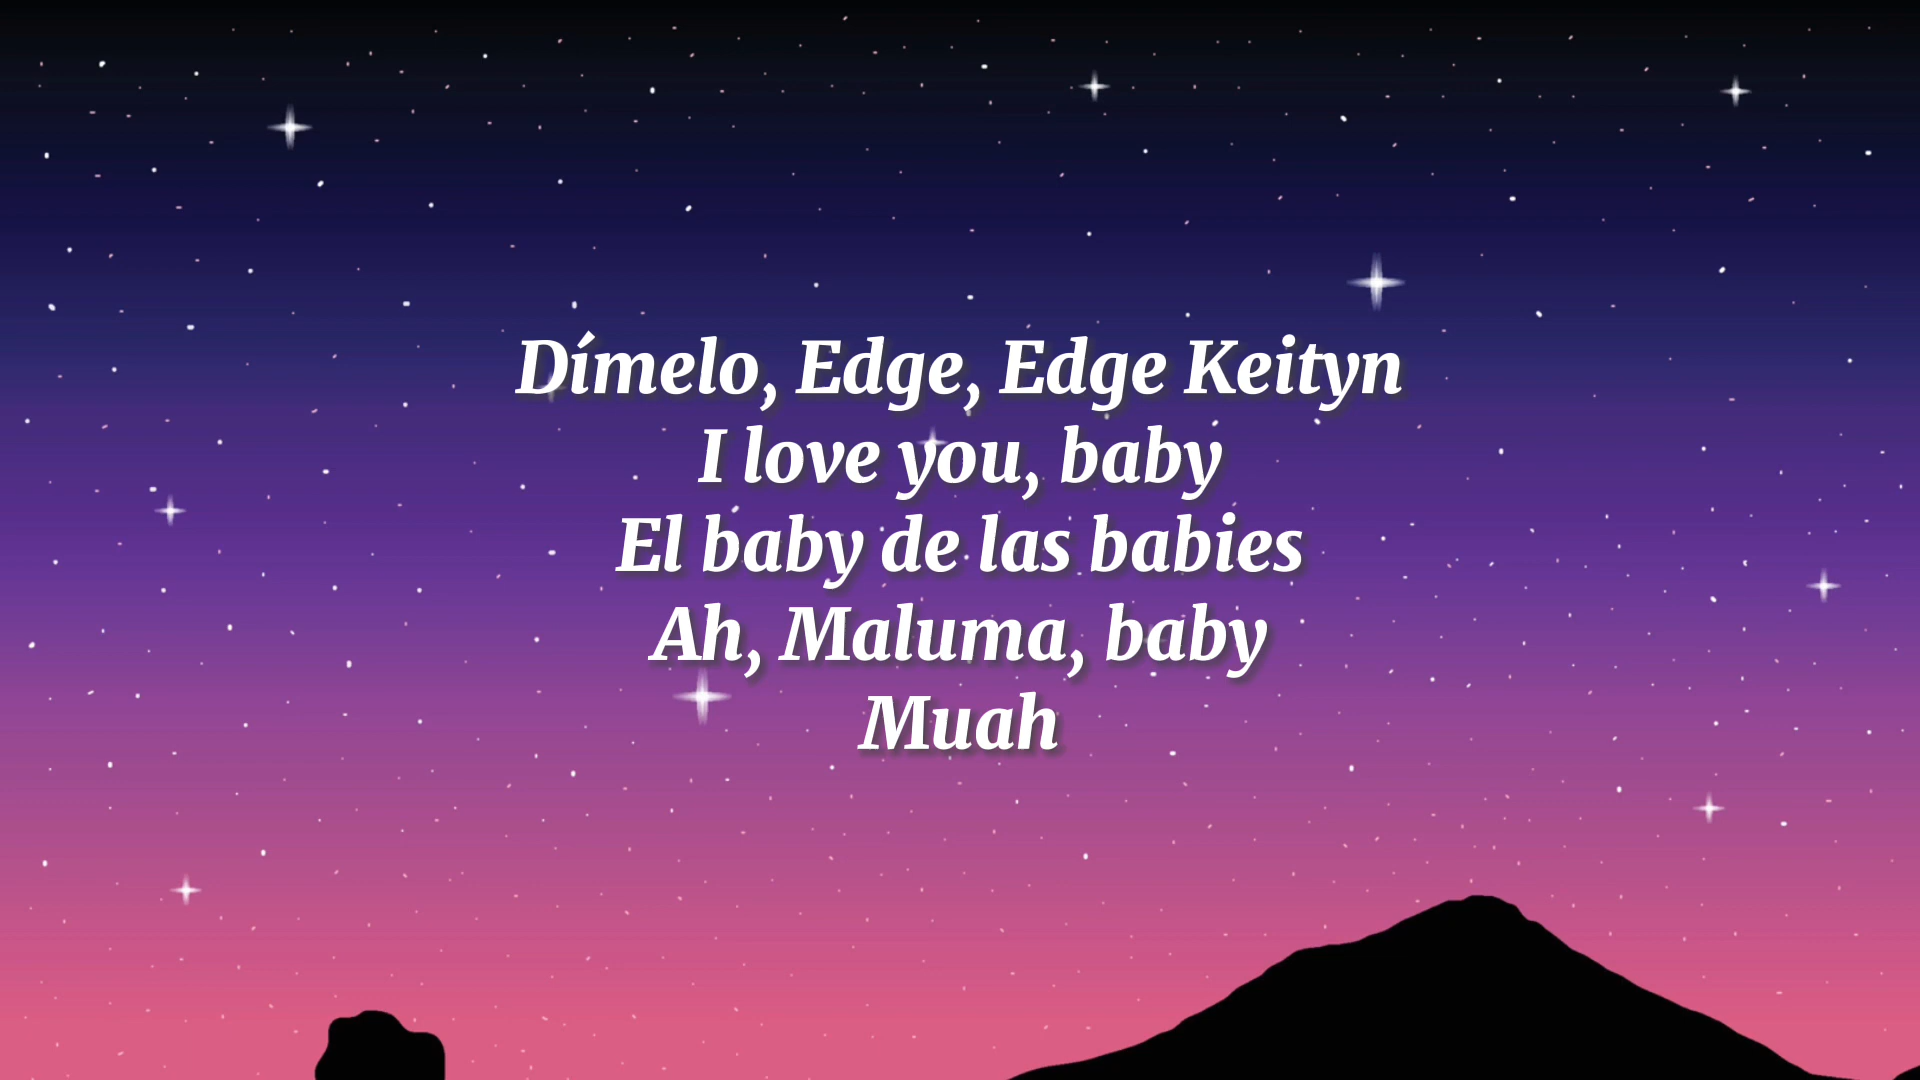 Dímelo, Edge, Edge Keityn
I love you, baby
El baby de las babies
Ah, Maluma, baby
Muah